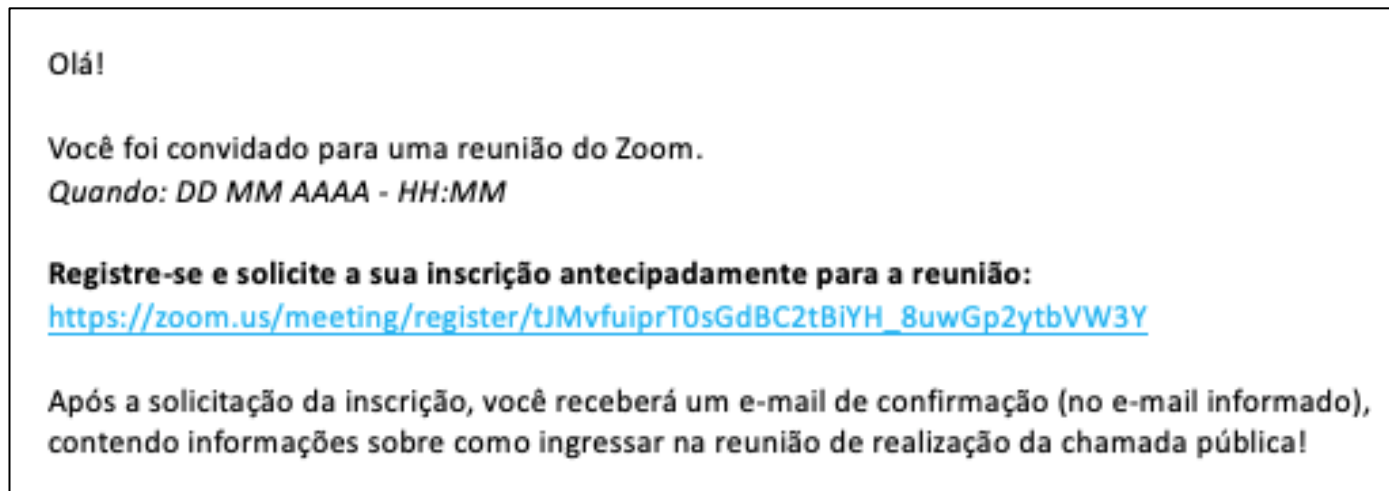 Olá!
Você foi convidado para uma reunião do Zoom.
Quando: DD MM AAAA - HH:MM
Registre-se e solicite a sua inscrição antecipadamente para a reunião:
https://zoom.us/meeting/register/tJMvfuiprT0sGdBC2tBiYH_8uwGp2ytbVW3Y
Após a solicitação da inscrição, você receberá um e-mail de confirmação (no e-mail informado),
contendo informações sobre como ingressar na reunião de realização da chamada pública!